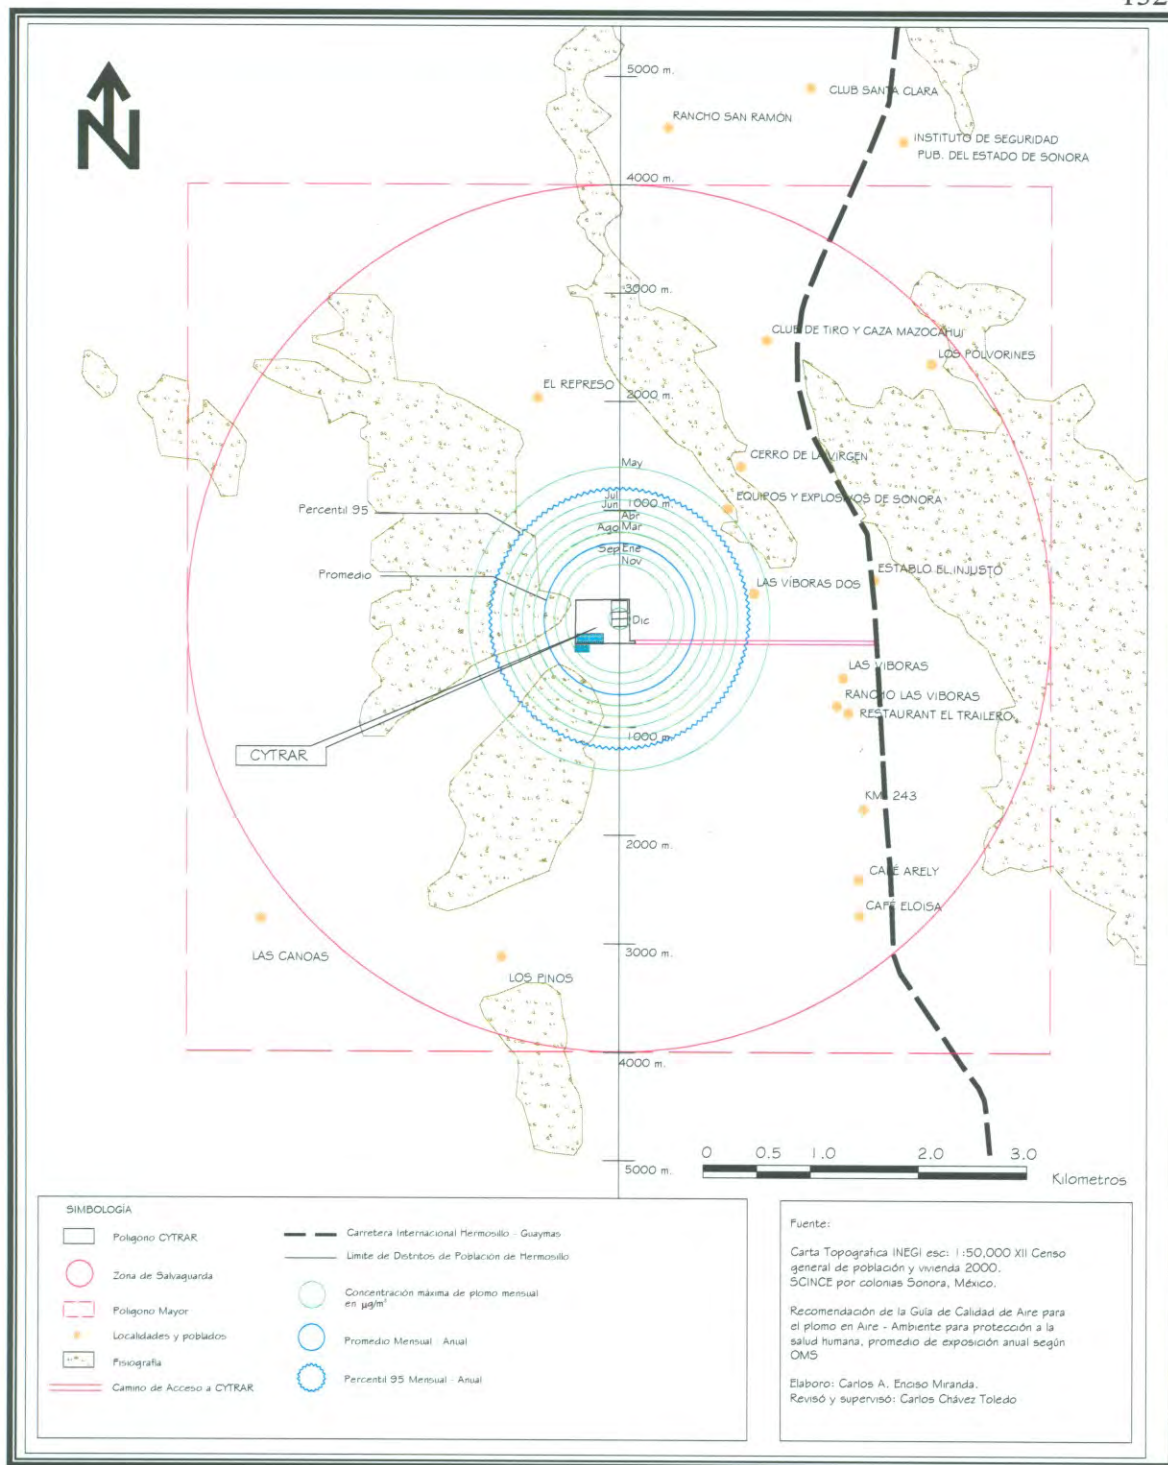 132
N
5000 m.
CLUB SANTA CLARA
RANCHO SAN RAMÓN
INSTITUTO DE SEGURIDAD
PUB. DEL ESTADO DE SONORA
4000 m.
3000 m.
CLUB DE TIRO Y CAZA MAZOCAHUI
LOS POLVORINES
EL REPRESO
2000 m.
CERRO DE LA VIRGEN
May
EQUIPOS Y EXPLOSIVOS DE SONORA
Percentil 95
Jul
1000 m.
Jun
Abr
Ago
Mar
Sep
Ene
Nov
Promedio
ESTABLO EL INJUSTO
LAS VÍBORAS DOS
Dic
LAS VIBORAS
RANCHO LAS VIBORAS
RESTAURANT EL TRAILERO
1000 m.
CYTRAR
KM. 243
2000 m.
CAFÉ ARELY
CAFÉ ELOISA
3000 m.
LAS CANOAS
LOS PINOS
4000 m.
5000 m.
0 0.5 1.0 2.0 3.0
Kilometros
SIMBOLOGÍA
Poligono CYTRAR
Zona de Salvaguarda
Poligono Mayor
Localidades y poblados
Fisiografia
Camino de Acceso a CYTRAR
Carretera Internacional Hermosillo - Guaymas
Limite de Distritos de Población de Hermosillo
Concentración máxima de plomo mensual
en µg/m³
Promedio Mensual - Anual
Percentil 95 Mensual - Anual
Fuente:
Carta Topografica INEGI esc: 1:50,000 XII Censo
general de población y vivienda 2000.
SCINCE por colonias Sonora, México.
Recomendación de la Guía de Calidad de Aire para
el plomo en Aire - Ambiente para protección a la
salud humana, promedio de exposición anual según
OMS
Elaboro: Carlos A. Enciso Miranda.
Revisó y supervisó: Carlos Chávez Toledo